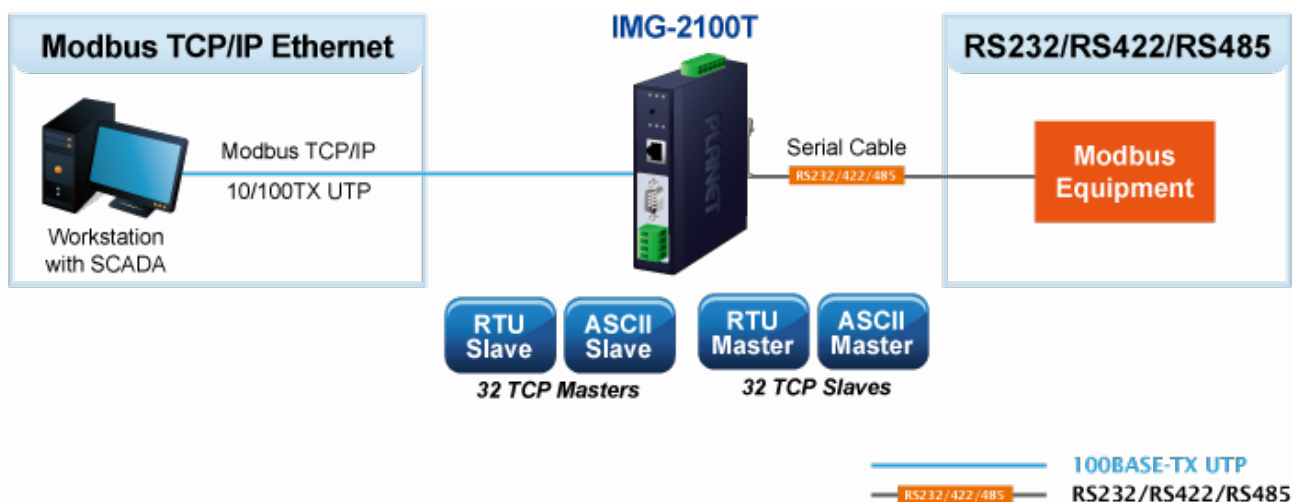 Modbus TCP/IP Ethernet
IMG-2100T
RS232/RS422/RS485
PLANET
Modbus TCP/IP
10/100TX UTP
Serial Cable
RS232/422/485
Modbus
Equipment
Workstation
with SCADA
RTU
Slave
ASCII
Slave
32 TCP Masters
RTU
Master
ASCII
Master
32 TCP Slaves
100BASE-TX UTP
RS232/422/485
RS232/RS422/RS485